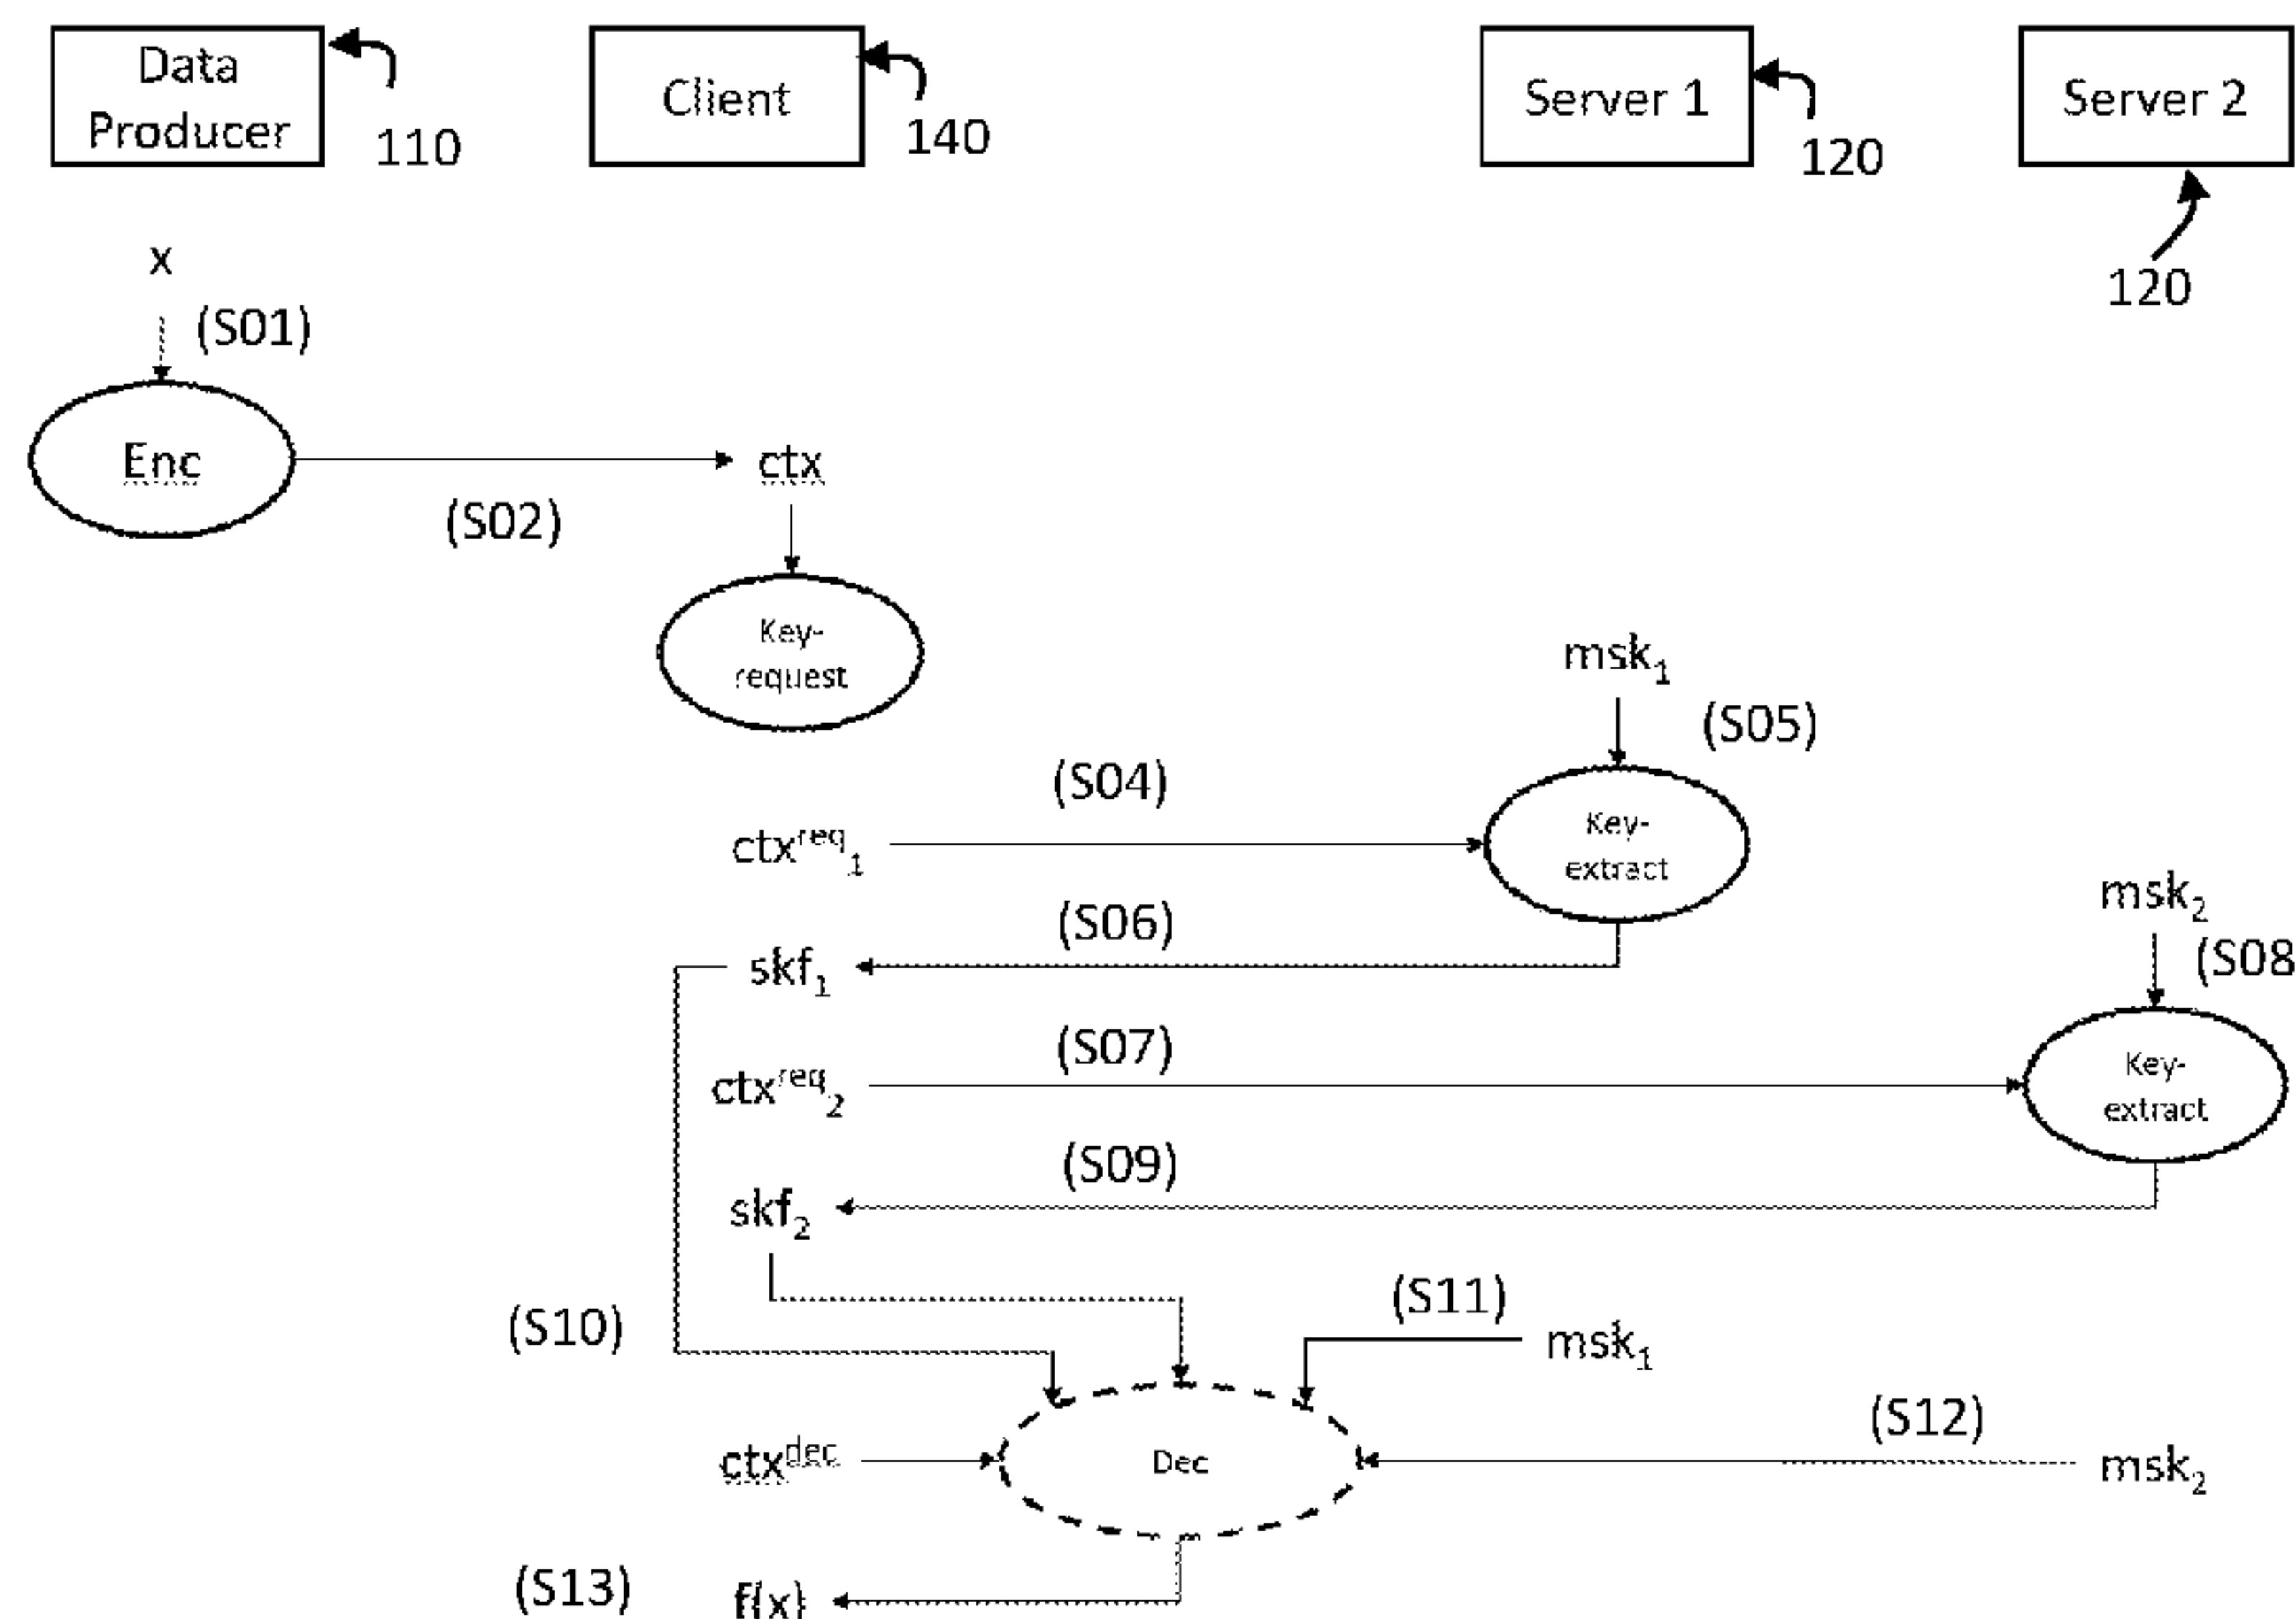 Data
Producer
110
Client
140
Server 1
120
Server 2
120
x
(S01)
Enc
ctx
(S02)
Key-
request
msk₁
(S05)
(S04)
Key-
extract
ctxʳᵉq₁
msk₂
(S06)
(S08
skf₁
(S07)
Key-
extract
ctxʳᵉq₂
(S09)
skf₂
(S11)
(S10)
msk₁
(S12)
ctxᵈᵉᶜ
Dec
msk₂
(S13)
f(x)